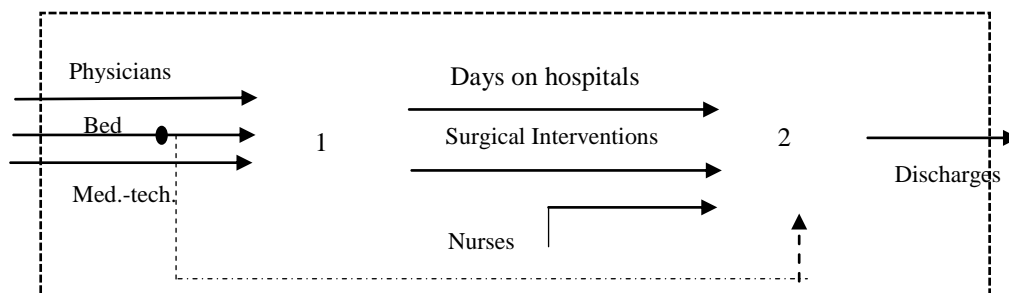 Physicians
Days on hospitals
Bed
1
Surgical Interventions
2
Discharges
Med.-tech.
Nurses